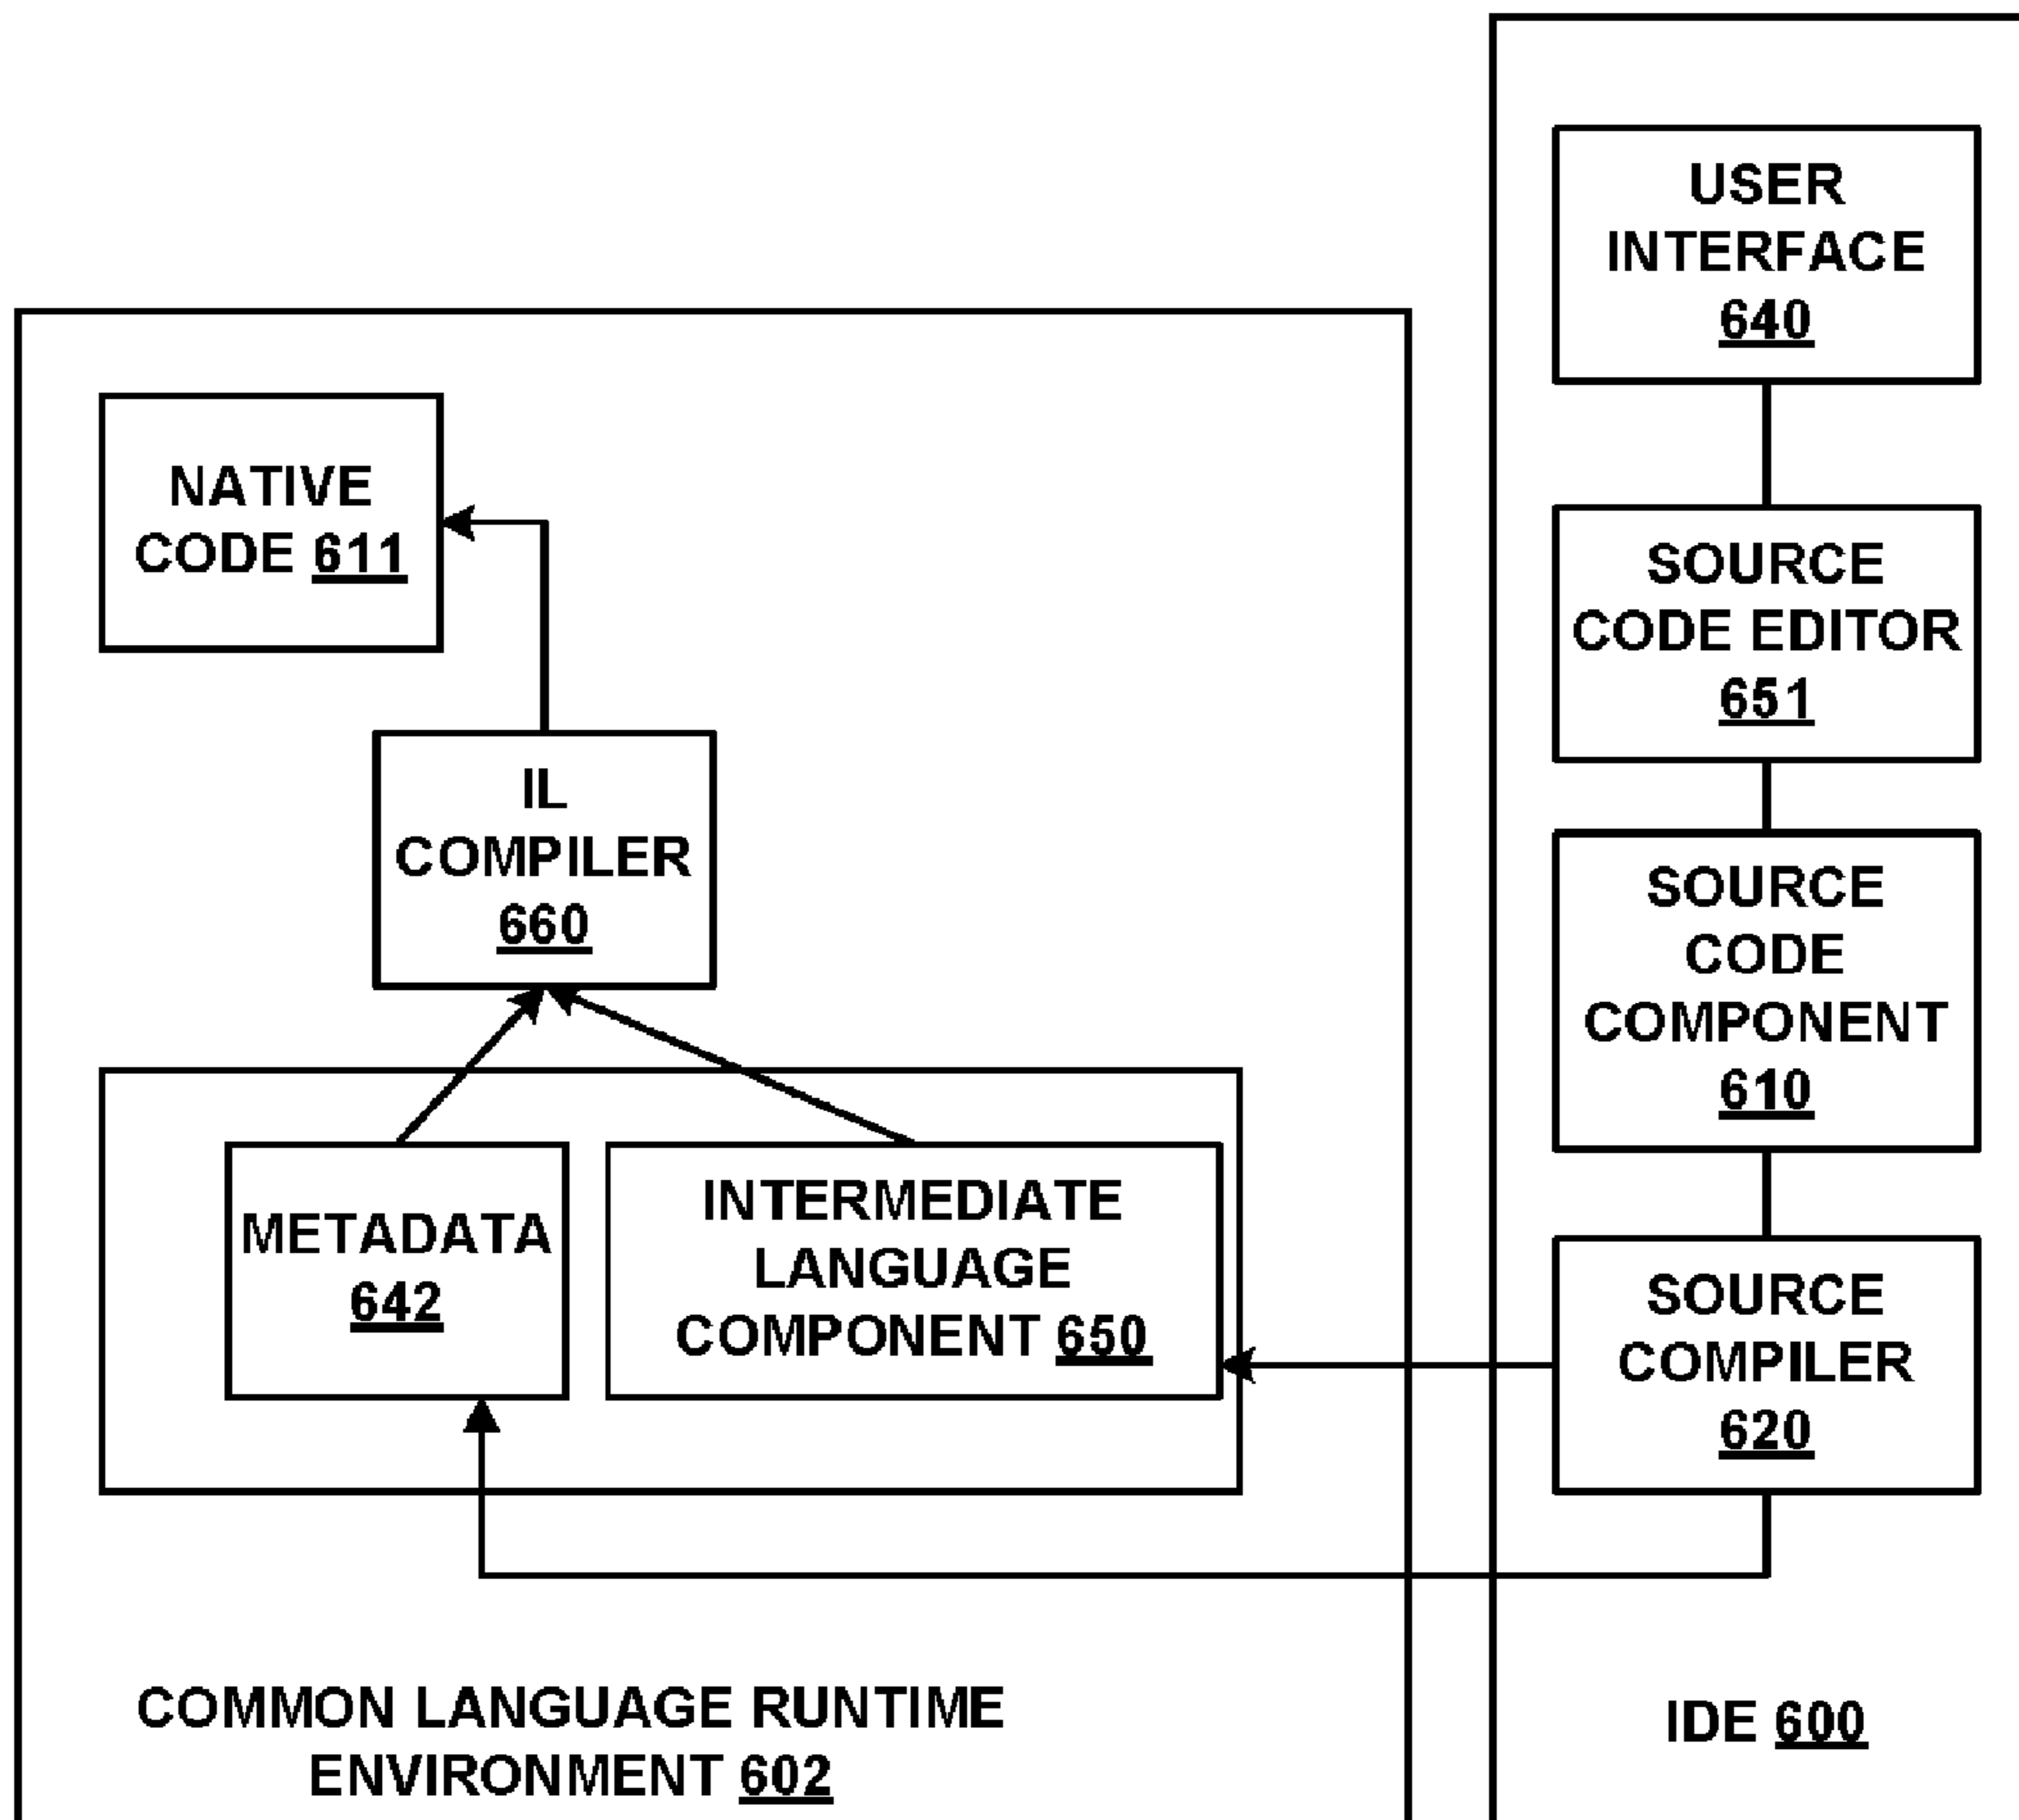 USER
INTERFACE
640
NATIVE
CODE 611
SOURCE
CODE EDITOR
651
IL
COMPILER
660
SOURCE
CODE
COMPONENT
610
METADATA
642
INTERMEDIATE
LANGUAGE
COMPONENT 650
SOURCE
COMPILER
620
COMMON LANGUAGE RUNTIME
ENVIRONMENT 602
IDE 600